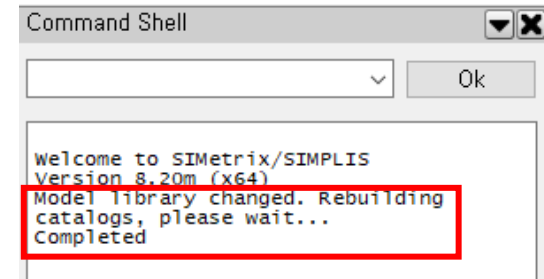 Command Shell
Ok
Welcome to SIMetrix/SIMPLIS
Version 8.20m (x64)
Model library changed. Rebuilding
catalogs, please wait...
Completed